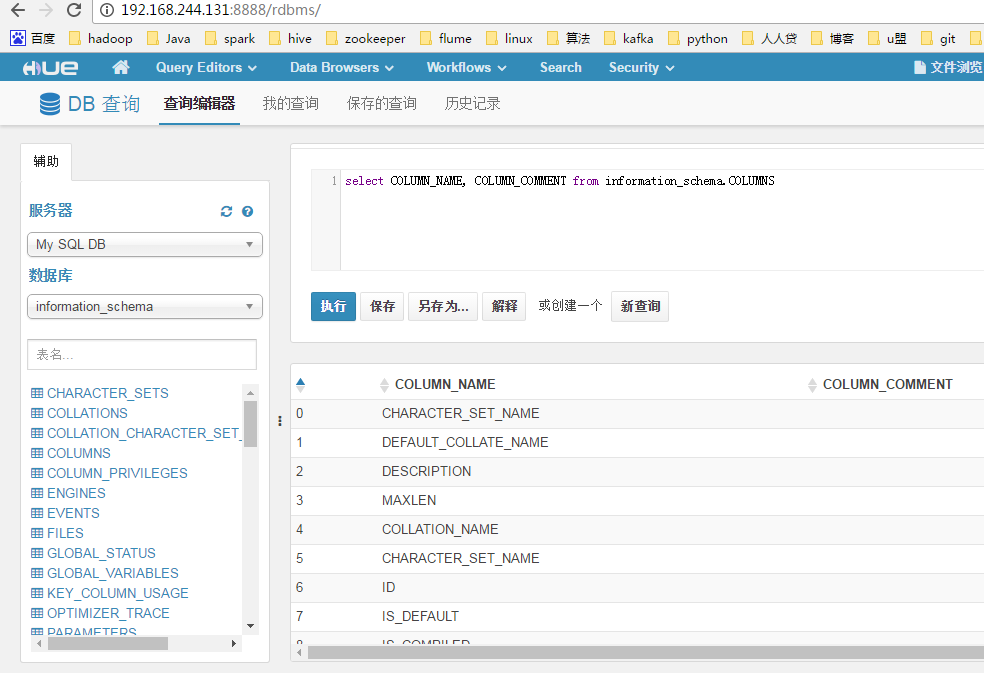 192.168.244.131:8888/rdbms/
百度 hadoop Java spark hive zookeeper flume linux 算法 kafka python 人人贷 博客 u盟 git
HUE Query Editors Data Browsers Workflows Search Security 文件浏览
DB 查询 查询编辑器 我的查询 保存的查询 历史记录
辅助
服务器
My SQL DB
数据库
information_schema
表名...
CHARACTER_SETS
COLLATIONS
COLLATION_CHARACTER_SET_
COLUMNS
COLUMN_PRIVILEGES
ENGINES
EVENTS
FILES
GLOBAL_STATUS
GLOBAL_VARIABLES
KEY_COLUMN_USAGE
OPTIMIZER_TRACE
PARAMETERS
1 select COLUMN_NAME, COLUMN_COMMENT from information_schema.COLUMNS
执行 保存 另存为... 解释 或创建一个 新查询
COLUMN_NAME COLUMN_COMMENT
0 CHARACTER_SET_NAME
1 DEFAULT_COLLATE_NAME
2 DESCRIPTION
3 MAXLEN
4 COLLATION_NAME
5 CHARACTER_SET_NAME
6 ID
7 IS_DEFAULT
8 IS_COMPILED